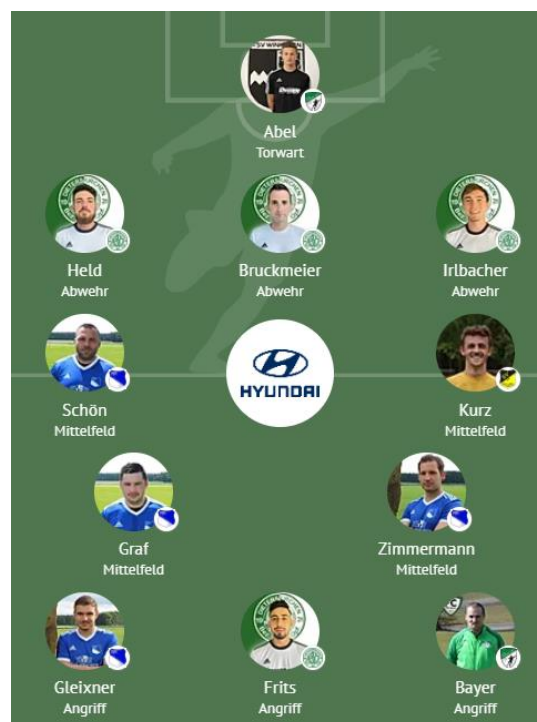 Abel
Torwart
Held
Abwehr
Bruckmeier
Abwehr
Irlbacher
Abwehr
HYUNDAI
Schön
Mittelfeld
Kurz
Mittelfeld
Graf
Mittelfeld
Zimmermann
Mittelfeld
Gleixner
Angriff
Frits
Angriff
Bayer
Angriff